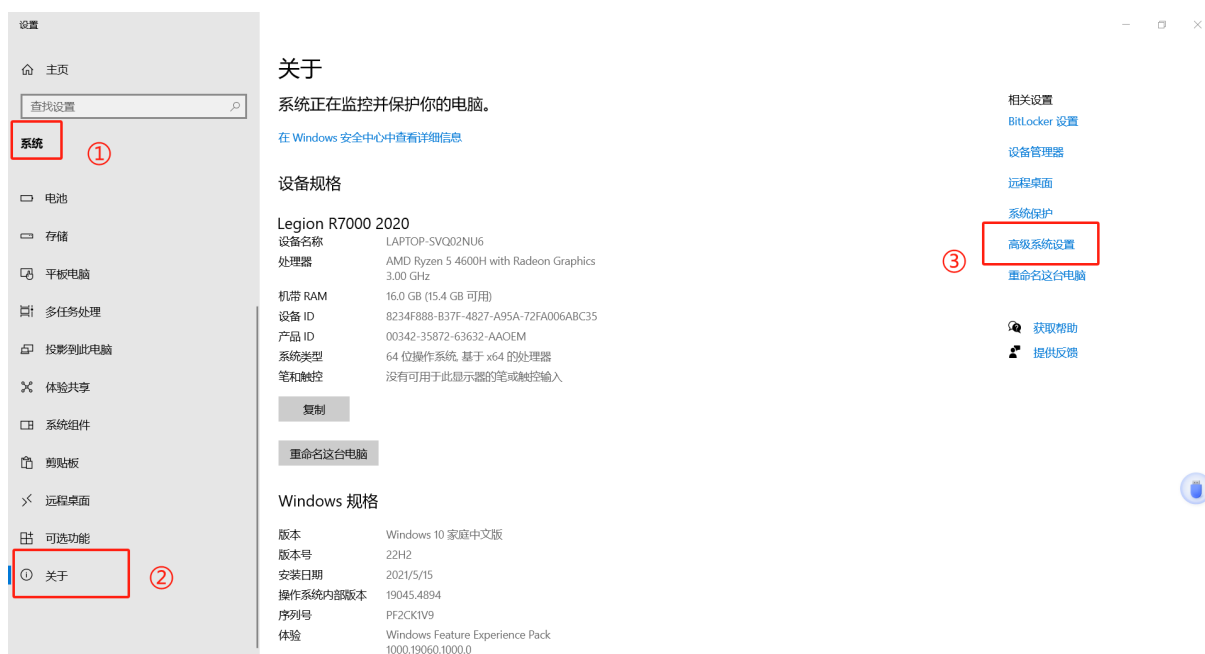 设置
主页
查找设置
系统
①
电池
存储
平板电脑
多任务处理
投影到此电脑
体验共享
系统组件
剪贴板
远程桌面
可选功能
关于
②
关于
系统正在监控并保护你的电脑。
在 Windows 安全中心中查看详细信息
设备规格
Legion R7000 2020
设备名称 LAPTOP-SVQ02NU6
处理器 AMD Ryzen 5 4600H with Radeon Graphics
3.00 GHz
机带 RAM 16.0 GB (15.4 GB 可用)
设备 ID 8234F888-B37F-4827-A95A-72FA006ABC35
产品 ID 00342-35872-63632-AAOEM
系统类型 64 位操作系统, 基于 x64 的处理器
笔和触控 没有可用于此显示器的笔或触控输入
复制
重命名这台电脑
Windows 规格
版本 Windows 10 家庭中文版
版本号 22H2
安装日期 2021/5/15
操作系统内部版本 19045.4894
序列号 PF2CK1V9
体验 Windows Feature Experience Pack
1000.19060.1000.0
相关设置
BitLocker 设置
设备管理器
远程桌面
系统保护
高级系统设置
③
重命名这台电脑
获取帮助
提供反馈